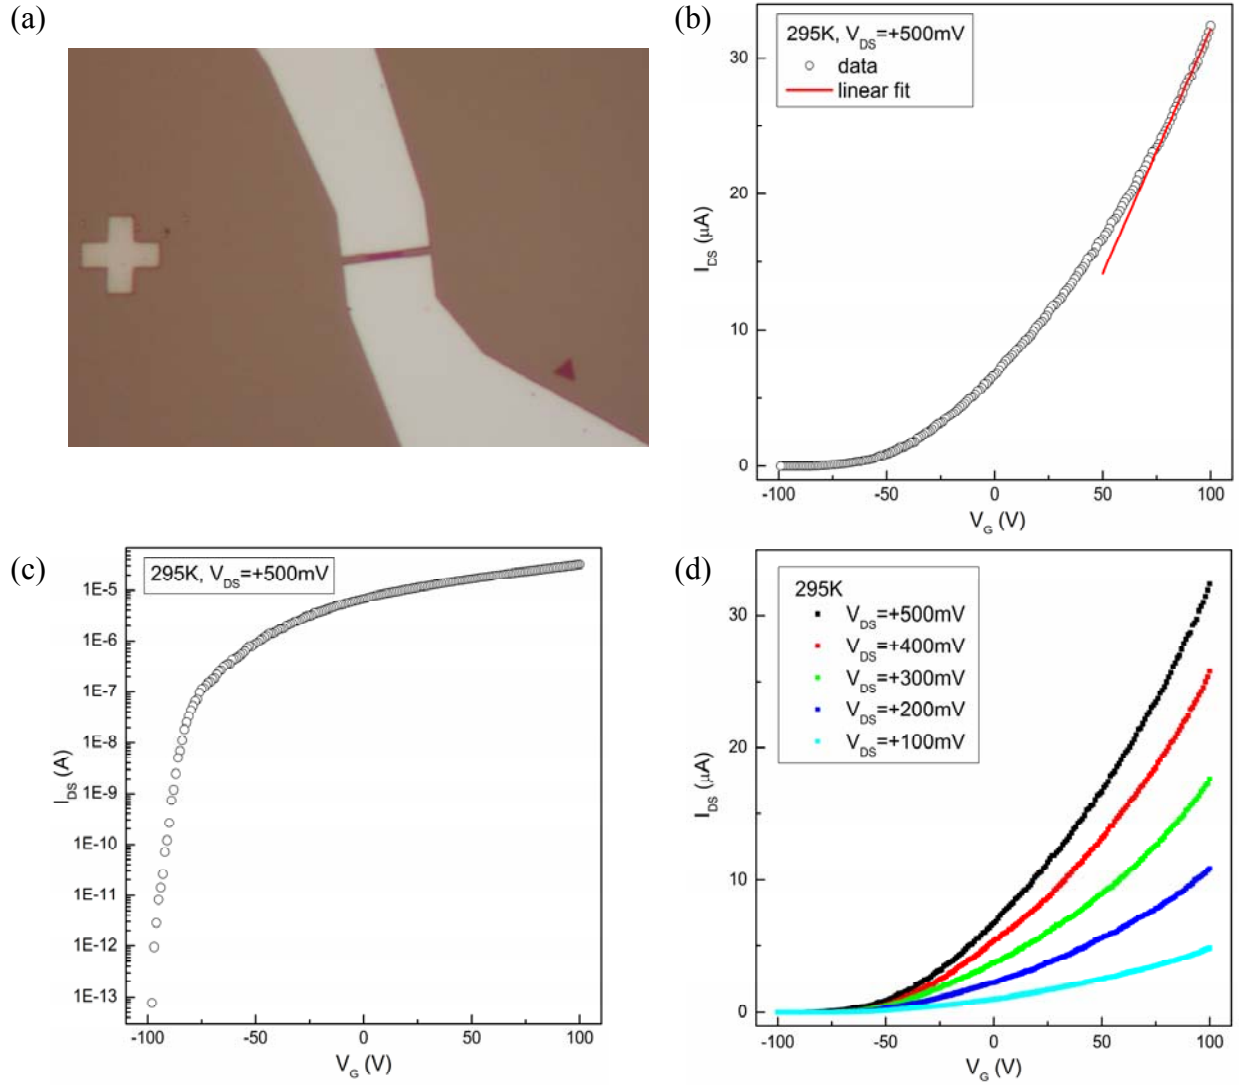 (a)
(b)
295K, V_DS=+500mV
data
linear fit
30
20
10
0
I_DS (μA)
-100 -50 0 50 100
V_G (V)
(c)
295K, V_DS=+500mV
1E-5
1E-6
1E-7
1E-8
1E-9
1E-10
1E-11
1E-12
1E-13
I_DS (A)
-100 -50 0 50 100
V_G (V)
(d)
295K
V_DS=+500mV
V_DS=+400mV
V_DS=+300mV
V_DS=+200mV
V_DS=+100mV
30
20
10
0
I_DS (μA)
-100 -50 0 50 100
V_G (V)